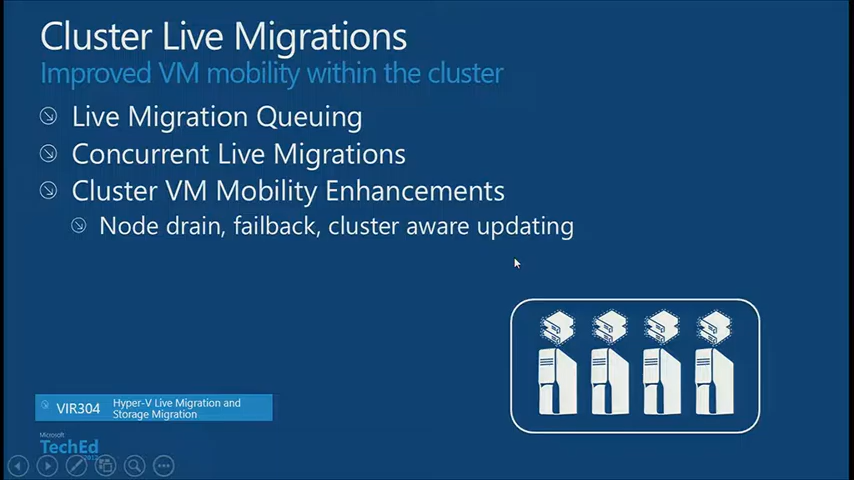 Cluster Live Migrations
Improved VM mobility within the cluster
Live Migration Queuing
Concurrent Live Migrations
Cluster VM Mobility Enhancements
Node drain, failback, cluster aware updating
VIR304
Hyper-V Live Migration and
Storage Migration
Microsoft
TechEd